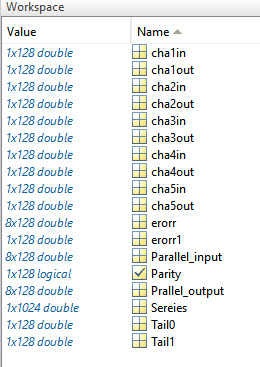 Workspace
Value Name
1x128 double cha1in
1x128 double cha1out
1x128 double cha2in
1x128 double cha2out
1x128 double cha3in
1x128 double cha3out
1x128 double cha4in
1x128 double cha4out
1x128 double cha5in
1x128 double cha5out
8x128 double erorr
1x128 double erorr1
8x128 double Parallel_input
1x128 logical Parity
8x128 double Prallel_output
1x1024 double Sereies
1x128 double Tail0
1x128 double Tail1